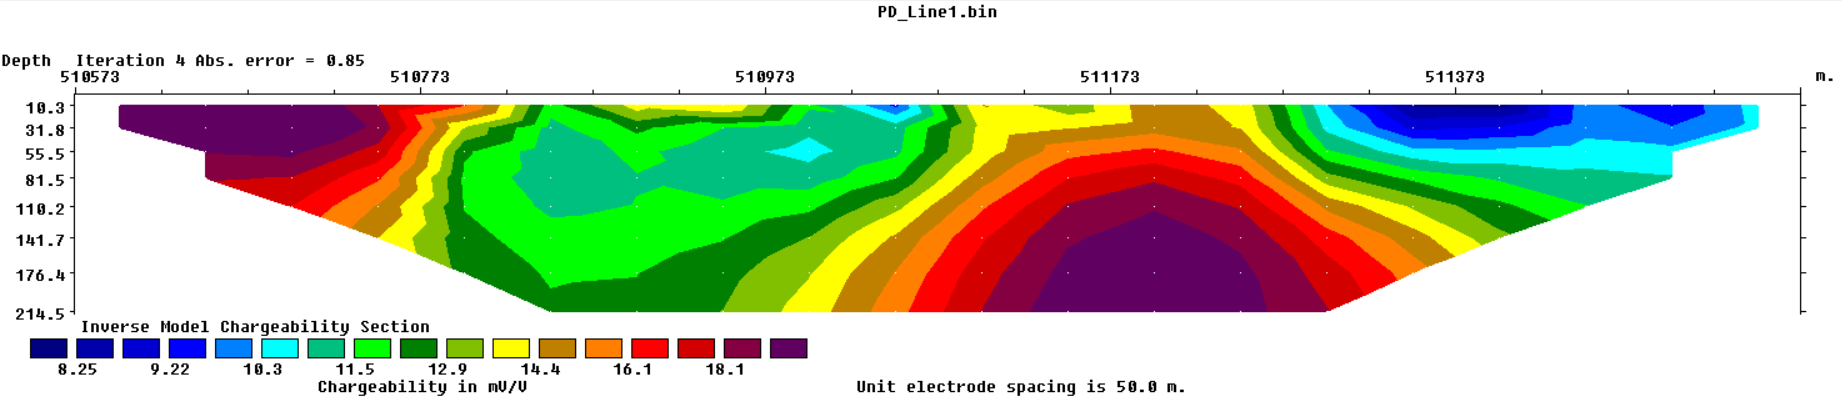 PD_Line1.bin
Depth Iteration 4 Abs. error = 0.85
510573 510773 510973 511173 511373 m.
10.3
31.8
55.5
81.5
110.2
141.7
176.4
214.5
Inverse Model Chargeability Section
8.25 9.22 10.3 11.5 12.9 14.4 16.1 18.1
Chargeability in mV/V Unit electrode spacing is 50.0 m.